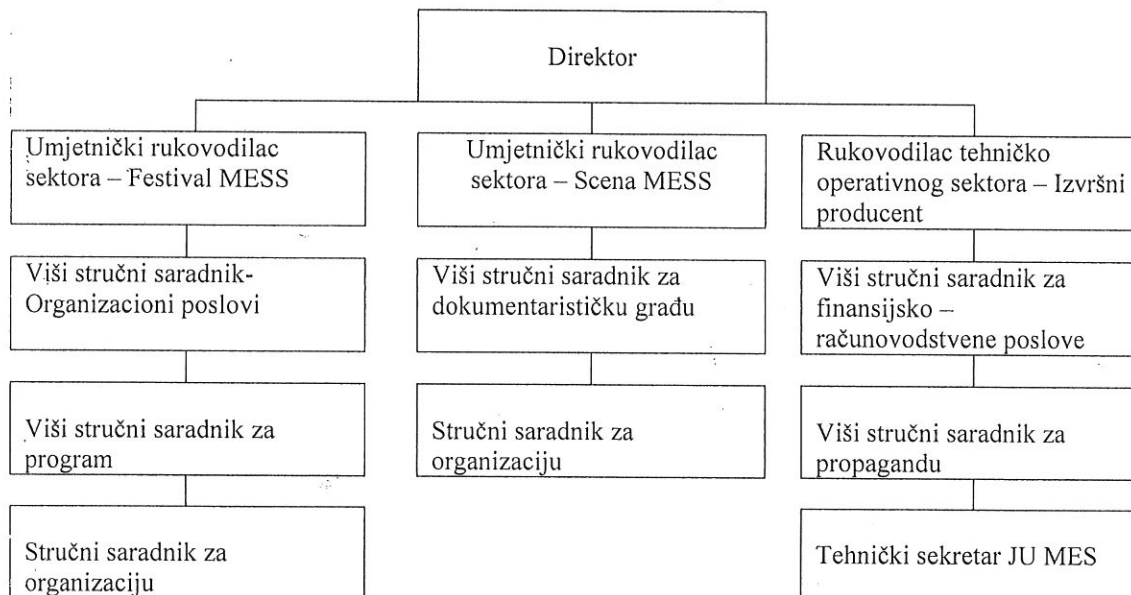 Direktor
Umjetnički rukovodilac
sektora – Festival MESS
Umjetnički rukovodilac
sektora – Scena MESS
Rukovodilac tehničko
operativnog sektora – Izvršni
producent
Viši stručni saradnik-
Organizacioni poslovi
Viši stručni saradnik za
dokumentarističku građu
Viši stručni saradnik za
finansijsko –
računovodstvene poslove
Viši stručni saradnik za
program
Stručni saradnik za
organizaciju
Viši stručni saradnik za
propagandu
Stručni saradnik za
organizaciju
Tehnički sekretar JU MES